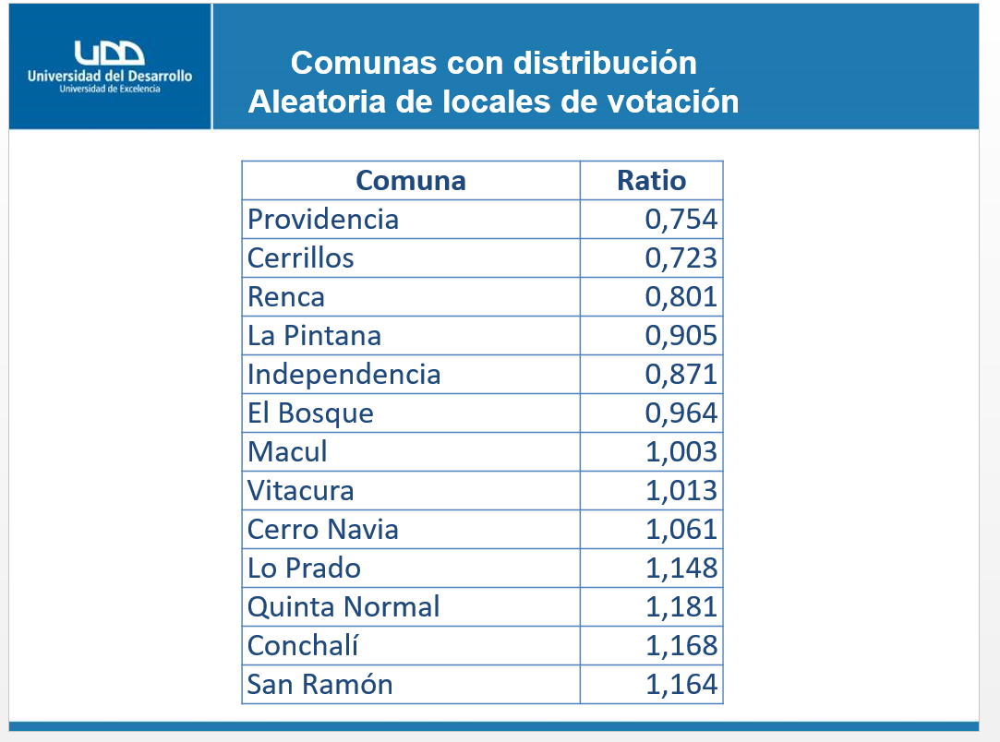 UDD
Universidad del Desarrollo
Universidad de Excelencia
Comunas con distribución
Aleatoria de locales de votación
Comuna Ratio
Providencia 0,754
Cerrillos 0,723
Renca 0,801
La Pintana 0,905
Independencia 0,871
El Bosque 0,964
Macul 1,003
Vitacura 1,013
Cerro Navia 1,061
Lo Prado 1,148
Quinta Normal 1,181
Conchalí 1,168
San Ramón 1,164